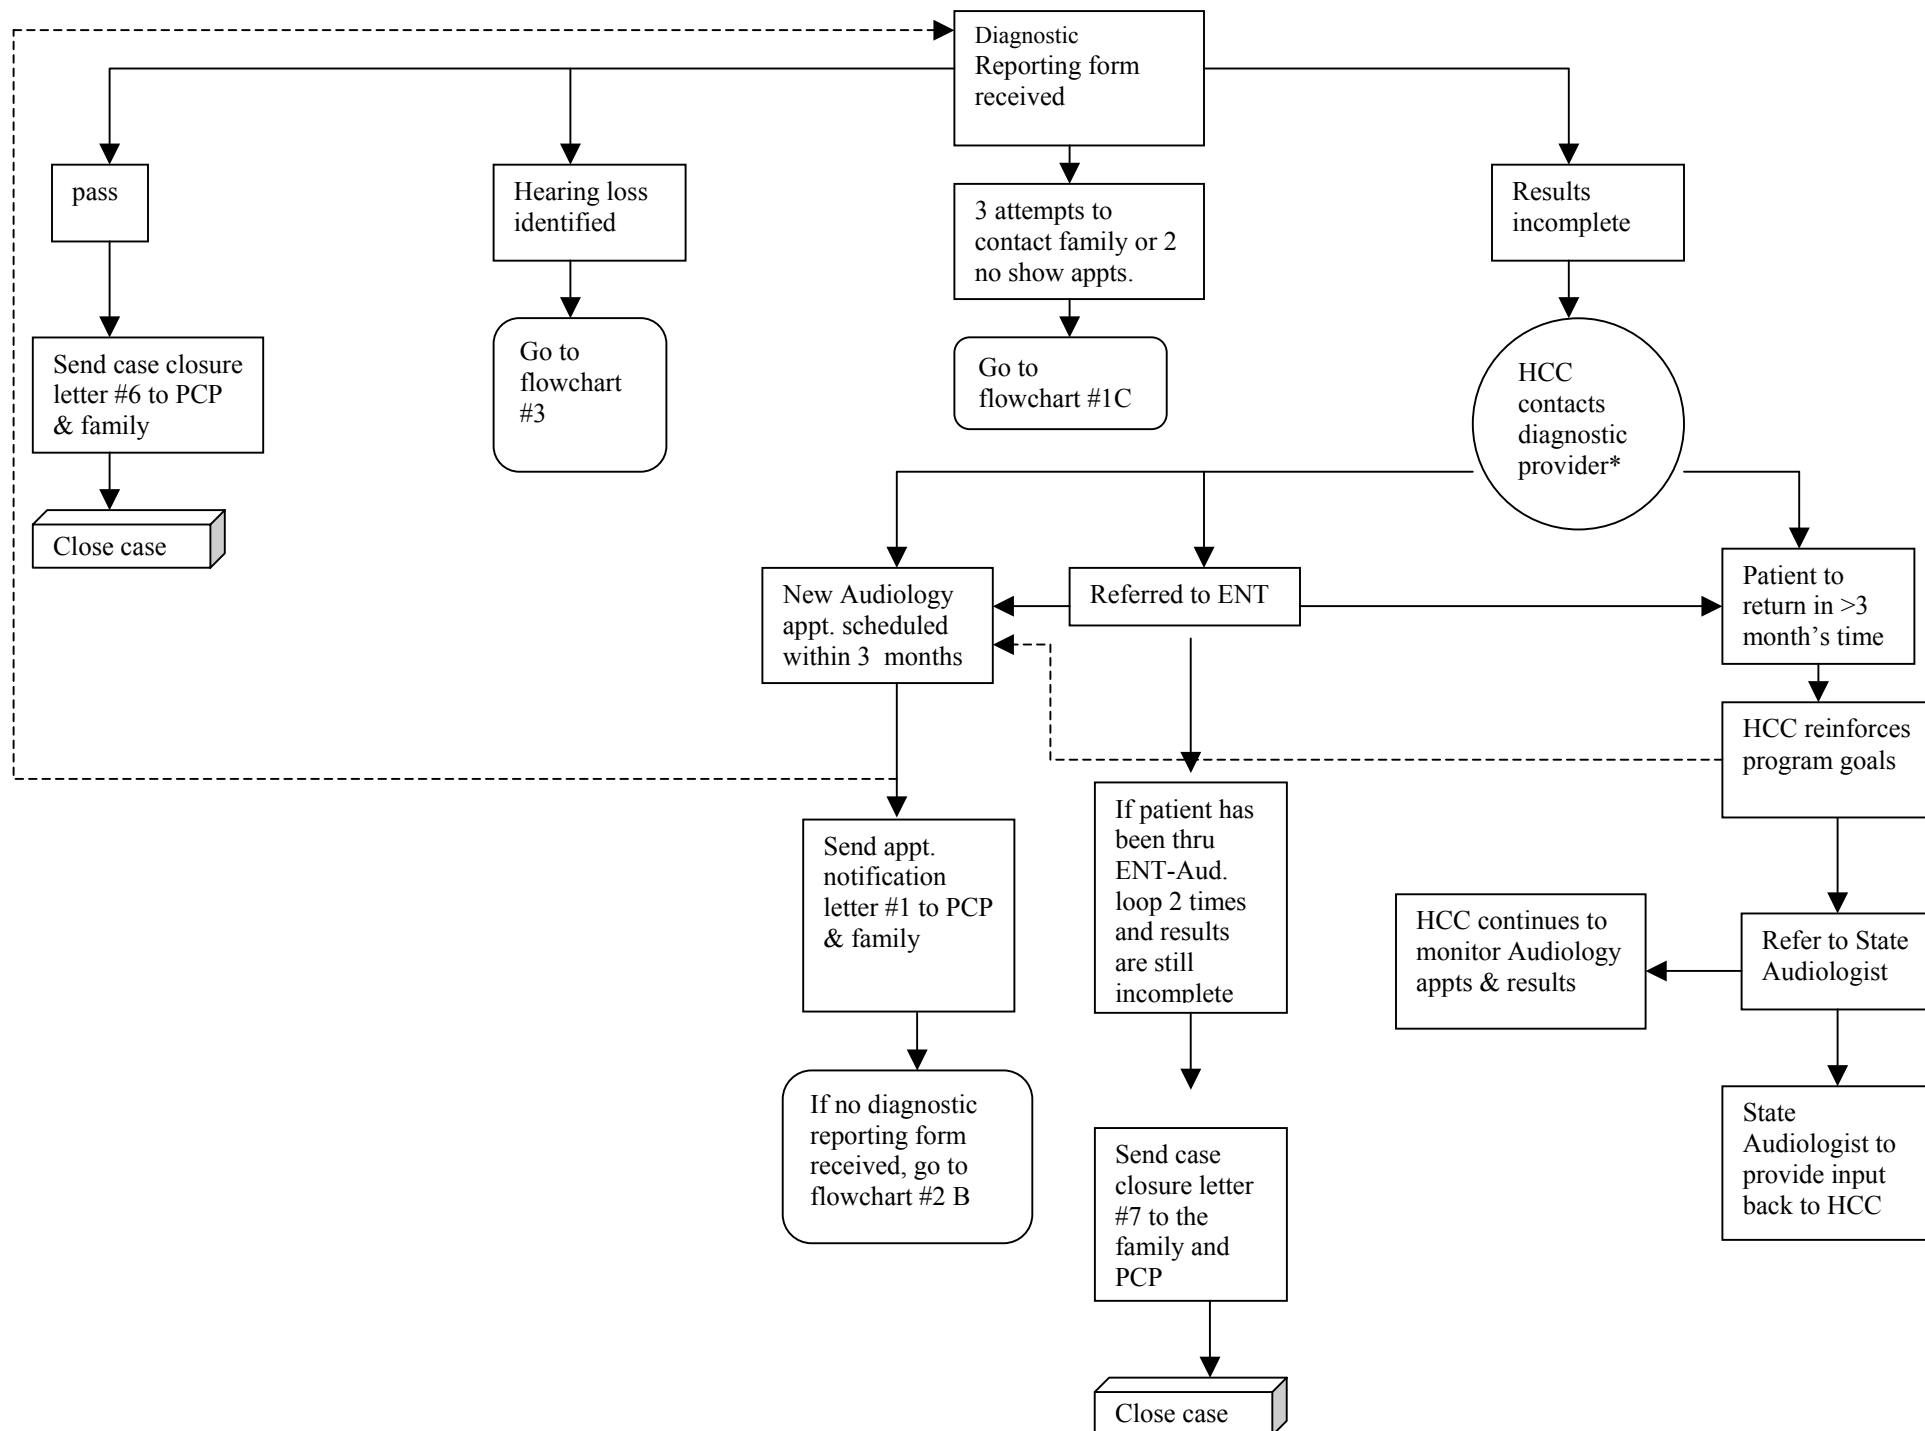 Diagnostic
Reporting form
received
pass
Hearing loss
identified
3 attempts to
contact family or 2
no show appts.
Results
incomplete
Send case closure
letter #6 to PCP
& family
Go to
flowchart
#3
Go to
flowchart #1C
HCC
contacts
diagnostic
provider*
Close case
New Audiology
appt. scheduled
within 3  months
Referred to ENT
Patient to
return in >3
month’s time
HCC reinforces
program goals
Send appt.
notification
letter #1 to PCP
& family
If patient has
been thru
ENT-Aud.
loop 2 times
and results
are still
incomplete
HCC continues to
monitor Audiology
appts & results
Refer to State
Audiologist
If no diagnostic
reporting form
received, go to
flowchart #2 B
Send case
closure letter
#7 to the
family and
PCP
State
Audiologist to
provide input
back to HCC
Close case